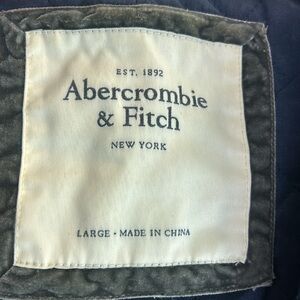 EST. 1892
Abercrombie
& Fitch
NEW YORK
LARGE • MADE IN CHINA